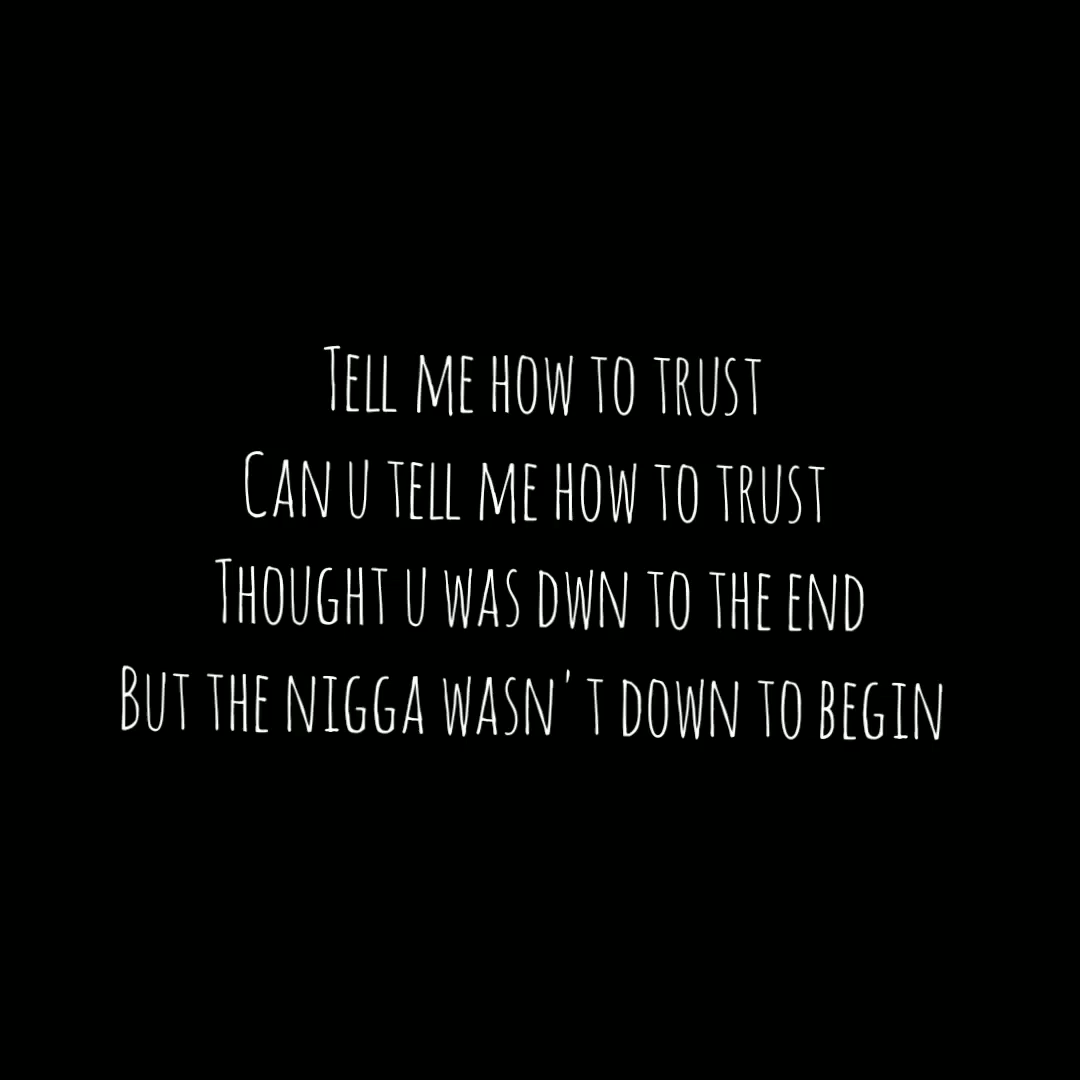 Tell me how to trust
Can u tell me how to trust
Thought u was dwn to the end
But the nigga wasn't down to begin